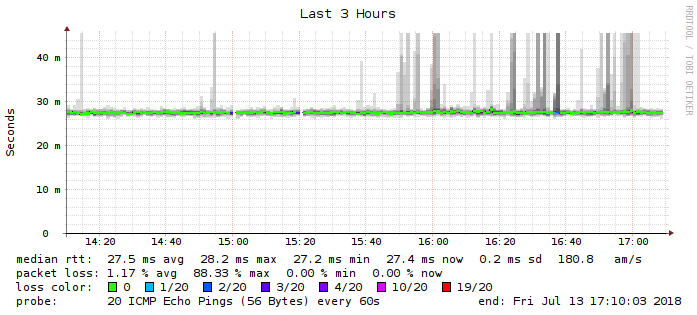 Last 3 Hours
RRDTOOL / TOBI OETIKER
Seconds
40 m
30 m
20 m
10 m
0
14:20 14:40 15:00 15:20 15:40 16:00 16:20 16:40 17:00
median rtt: 27.5 ms avg 28.2 ms max 27.2 ms min 27.4 ms now 0.2 ms sd 180.8 am/s
packet loss: 1.17 % avg 88.33 % max 0.00 % min 0.00 % now
loss color: 0 1/20 2/20 3/20 4/20 10/20 19/20
probe: 20 ICMP Echo Pings (56 Bytes) every 60s end: Fri Jul 13 17:10:03 2018